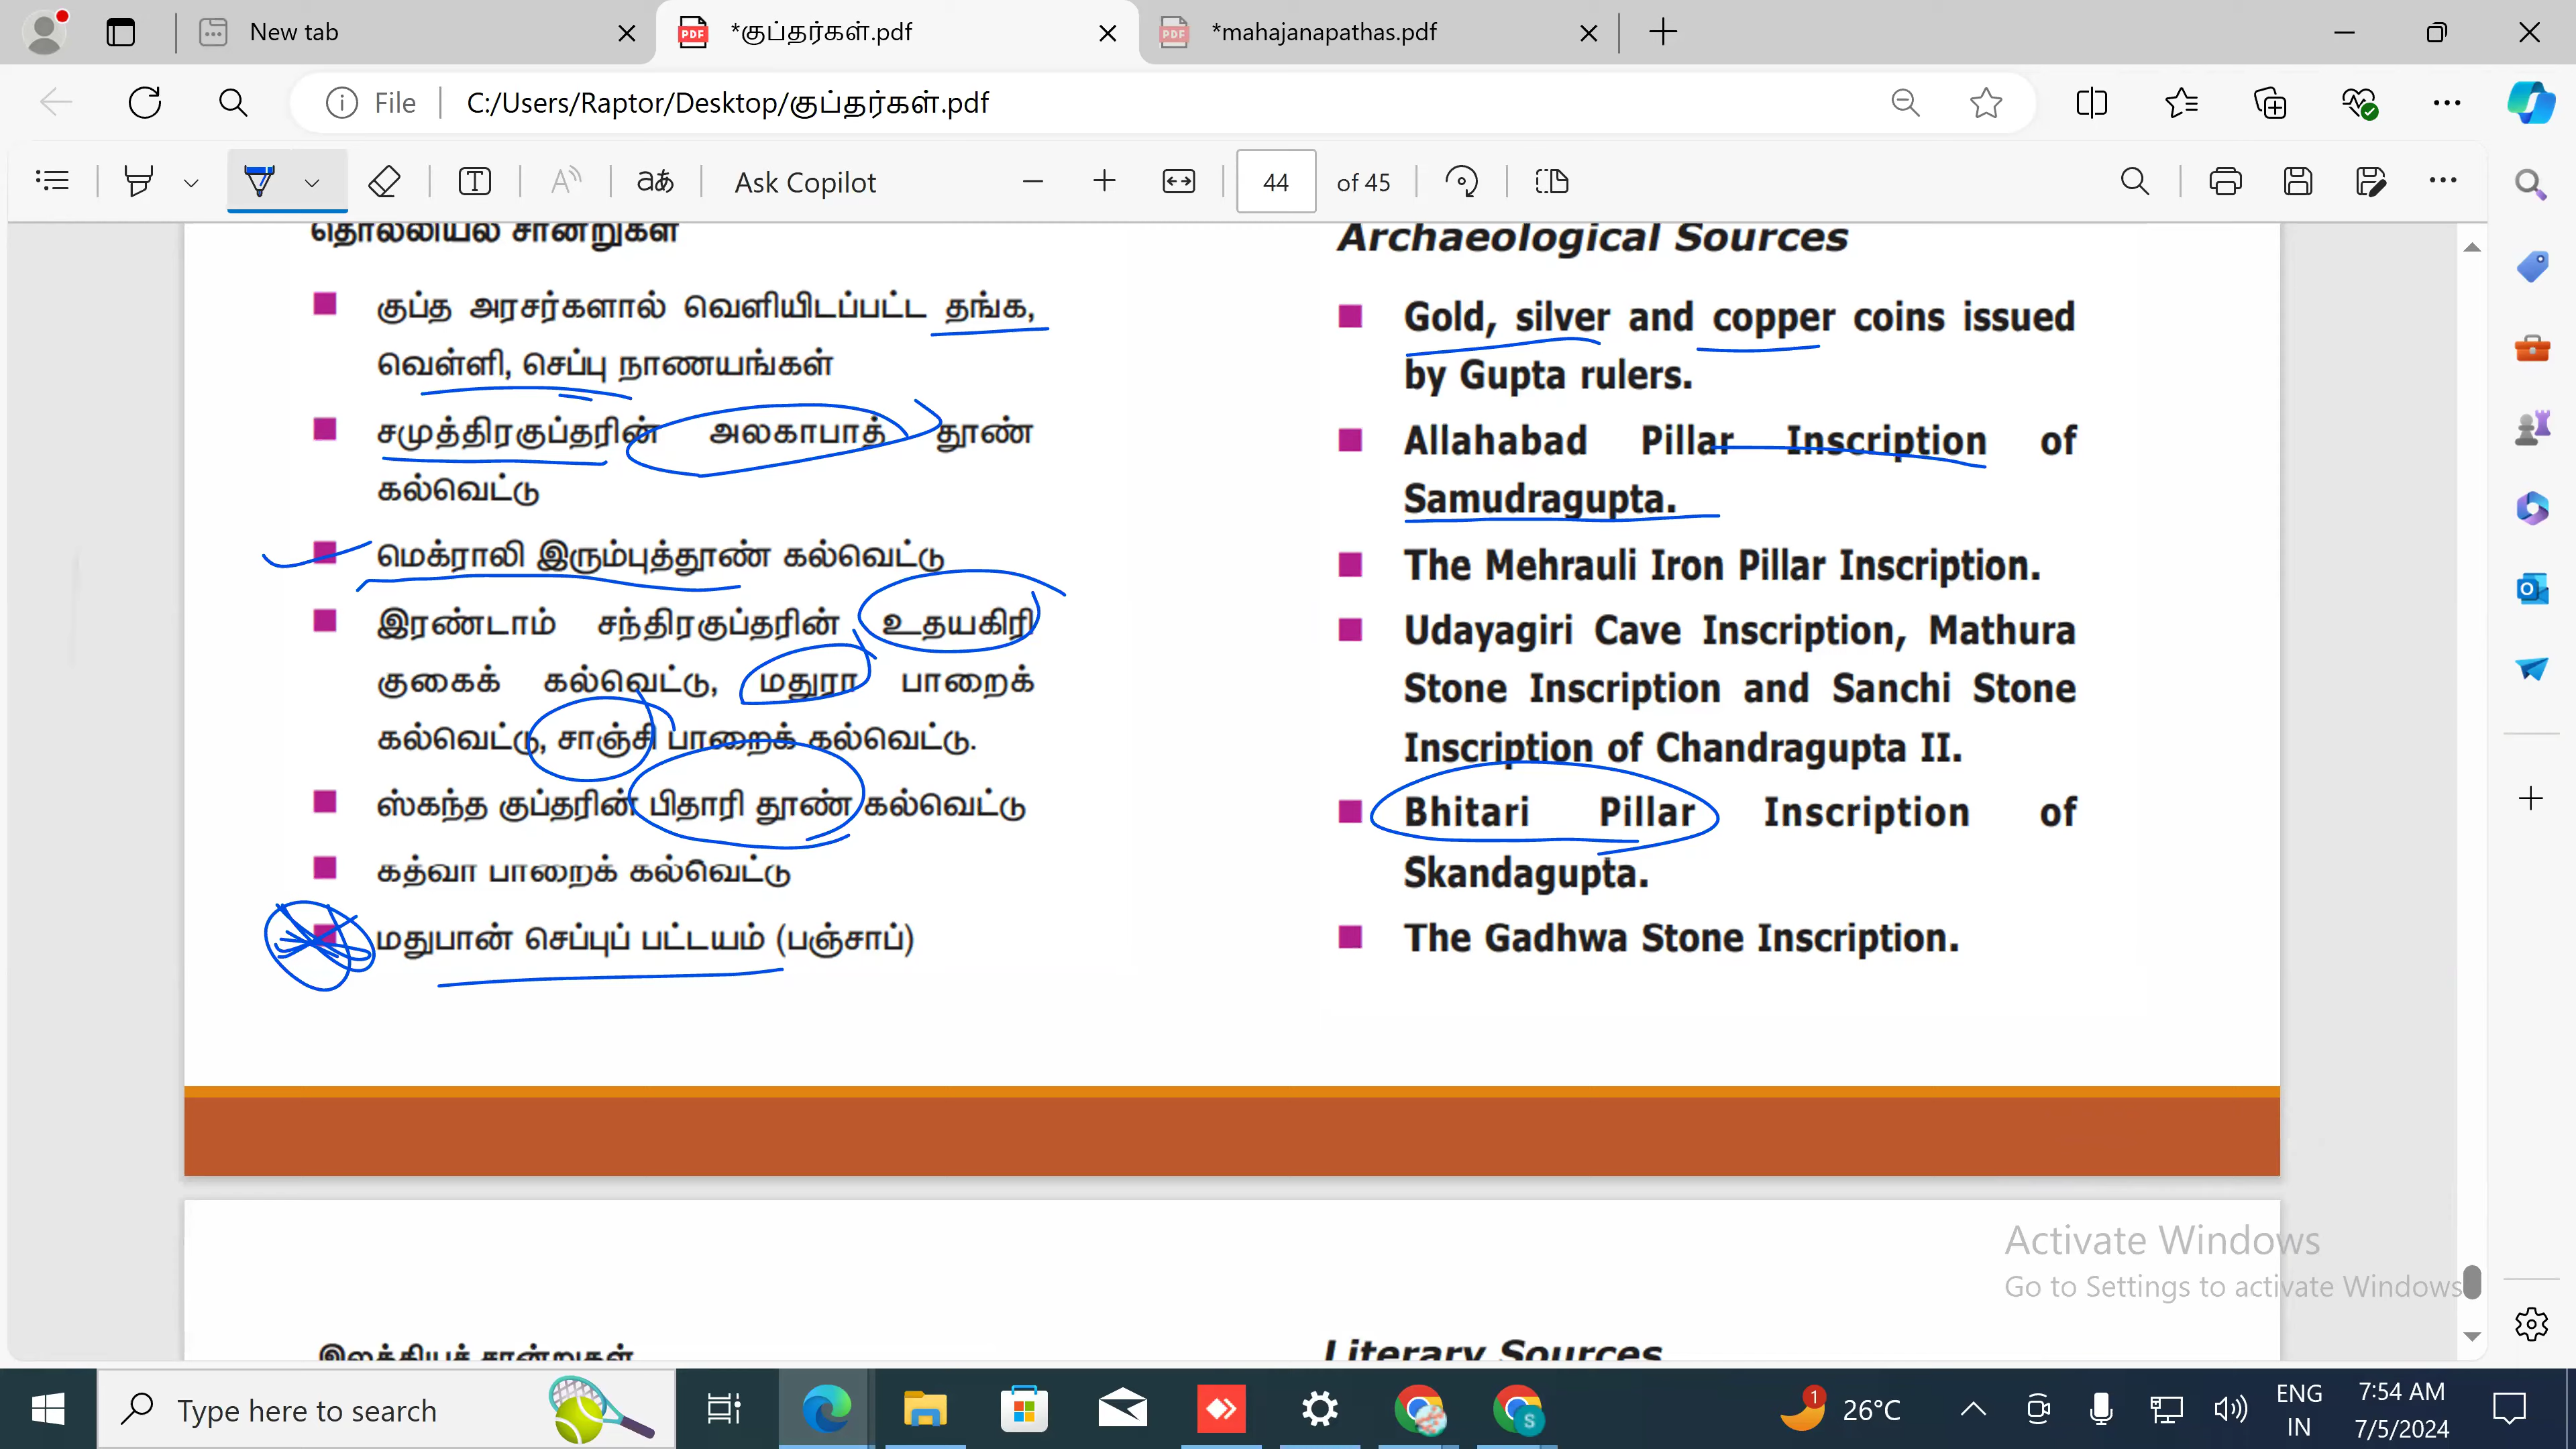 New tab
*குப்தர்கள்.pdf
*mahajanapathas.pdf
File
C:/Users/Raptor/Desktop/குப்தர்கள்.pdf
Ask Copilot
44 of 45
தொல்லியல் சான்றுகள்
குப்த அரசர்களால் வெளியிடப்பட்ட தங்க,
வெள்ளி, செப்பு நாணயங்கள்
சமுத்திரகுப்தரின் அலகாபாத் தூண்
கல்வெட்டு
மெக்ராலி இரும்புத்தூண் கல்வெட்டு
இரண்டாம் சந்திரகுப்தரின் உதயகிரி
குகைக் கல்வெட்டு, மதுரா பாறைக்
கல்வெட்டு, சாஞ்சி பாறைக் கல்வெட்டு.
ஸ்கந்த குப்தரின் பிதாரி தூண் கல்வெட்டு
கத்வா பாறைக் கல்வெட்டு
மதுபான் செப்புப் பட்டயம் (பஞ்சாப்)
Archaeological Sources
Gold, silver and copper coins issued
by Gupta rulers.
Allahabad Pillar Inscription of
Samudragupta.
The Mehrauli Iron Pillar Inscription.
Udayagiri Cave Inscription, Mathura
Stone Inscription and Sanchi Stone
Inscription of Chandragupta II.
Bhitari Pillar Inscription of
Skandagupta.
The Gadhwa Stone Inscription.
Activate Windows
Go to Settings to activate Windows
இலக்கியச் சான்றுகள்
Literary Sources
Type here to search
1
26°C
ENG
IN
7:54 AM
7/5/2024